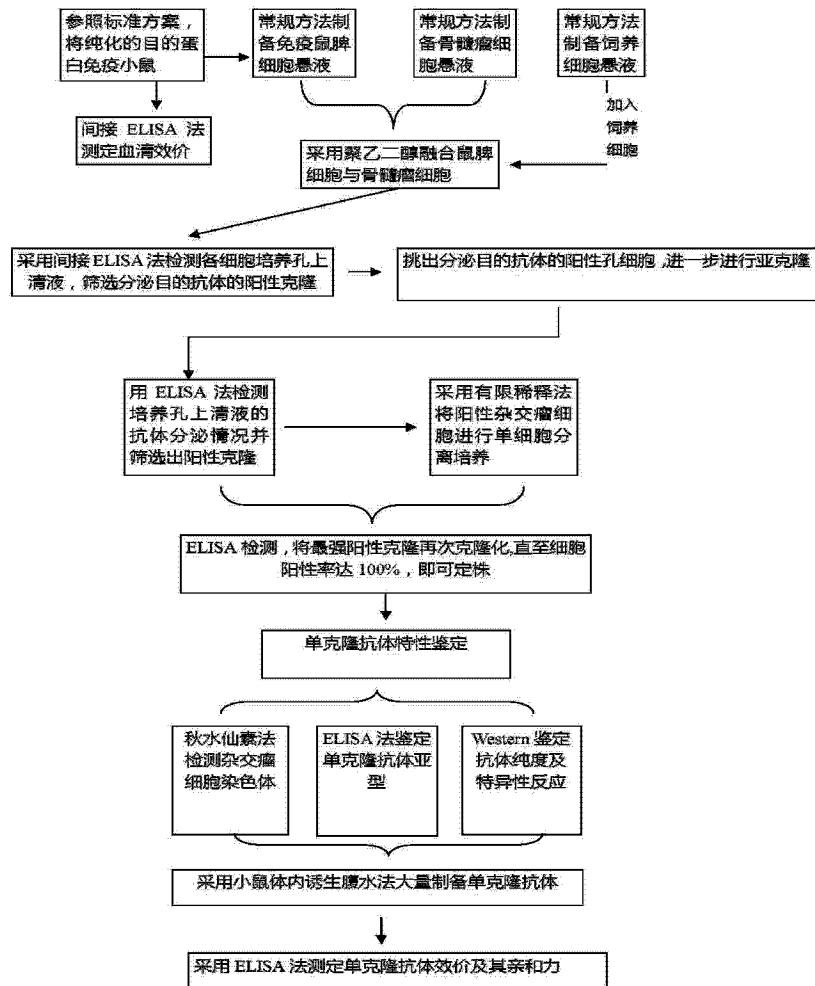 参照标准方案，
将纯化的目的蛋
白免疫小鼠
常规方法制
备免疫鼠脾
细胞悬液
常规方法制
备骨髓瘤细
胞悬液
常规方法
制备饲养
细胞悬液
间接 ELISA 法
测定血清效价
加入
饲养
细胞
采用聚乙二醇融合鼠脾
细胞与骨髓瘤细胞
采用间接 ELISA 法检测各细胞培养孔上
清液，筛选分泌目的抗体的阳性克隆
挑出分泌目的抗体的阳性孔细胞,进一步进行亚克隆
用 ELISA 法检测
培养孔上清液的
抗体分泌情况并
筛选出阳性克隆
采用有限稀释法
将阳性杂交瘤细
胞进行单细胞分
离培养
ELISA 检测，将最强阳性克隆再次克隆化,直至细胞
阳性率达 100%，即可定株
单克隆抗体特性鉴定
秋水仙素法
检测杂交瘤
细胞染色体
ELISA 法鉴定
单克隆抗体亚
型
Western 鉴定
抗体纯度及
特异性反应
采用小鼠体内诱生腹水法大量制备单克隆抗体
采用 ELISA 法测定单克隆抗体效价及其亲和力